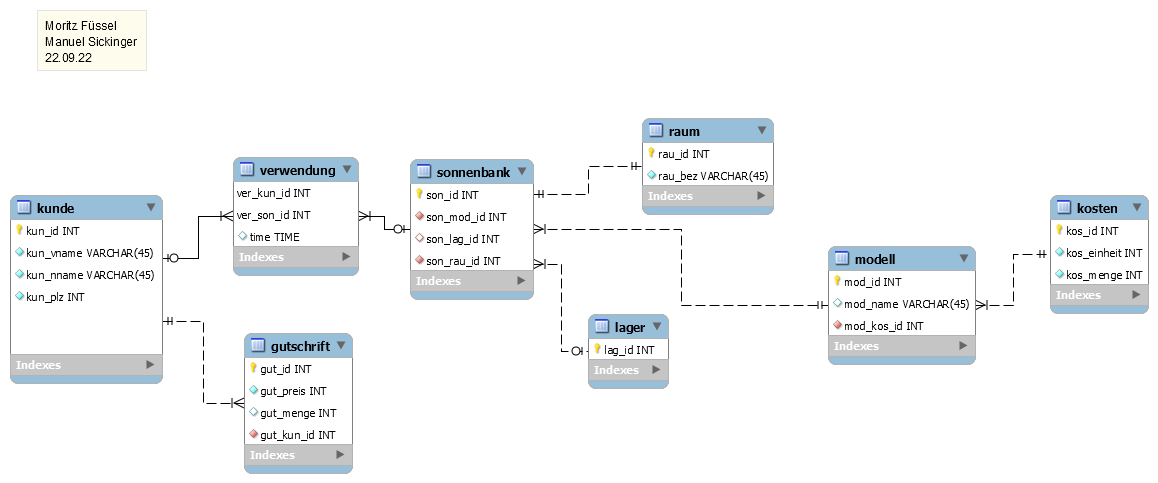 Moritz Füssel
Manuel Sickinger
22.09.22
kunde
kun_id INT
kun_vname VARCHAR(45)
kun_nname VARCHAR(45)
kun_plz INT
Indexes
verwendung
ver_kun_id INT
ver_son_id INT
time TIME
Indexes
gutschrift
gut_id INT
gut_preis INT
gut_menge INT
gut_kun_id INT
Indexes
sonnenbank
son_id INT
son_mod_id INT
son_lag_id INT
son_rau_id INT
Indexes
raum
rau_id INT
rau_bez VARCHAR(45)
Indexes
lager
lag_id INT
Indexes
modell
mod_id INT
mod_name VARCHAR(45)
mod_kos_id INT
Indexes
kosten
kos_id INT
kos_einheit INT
kos_menge INT
Indexes